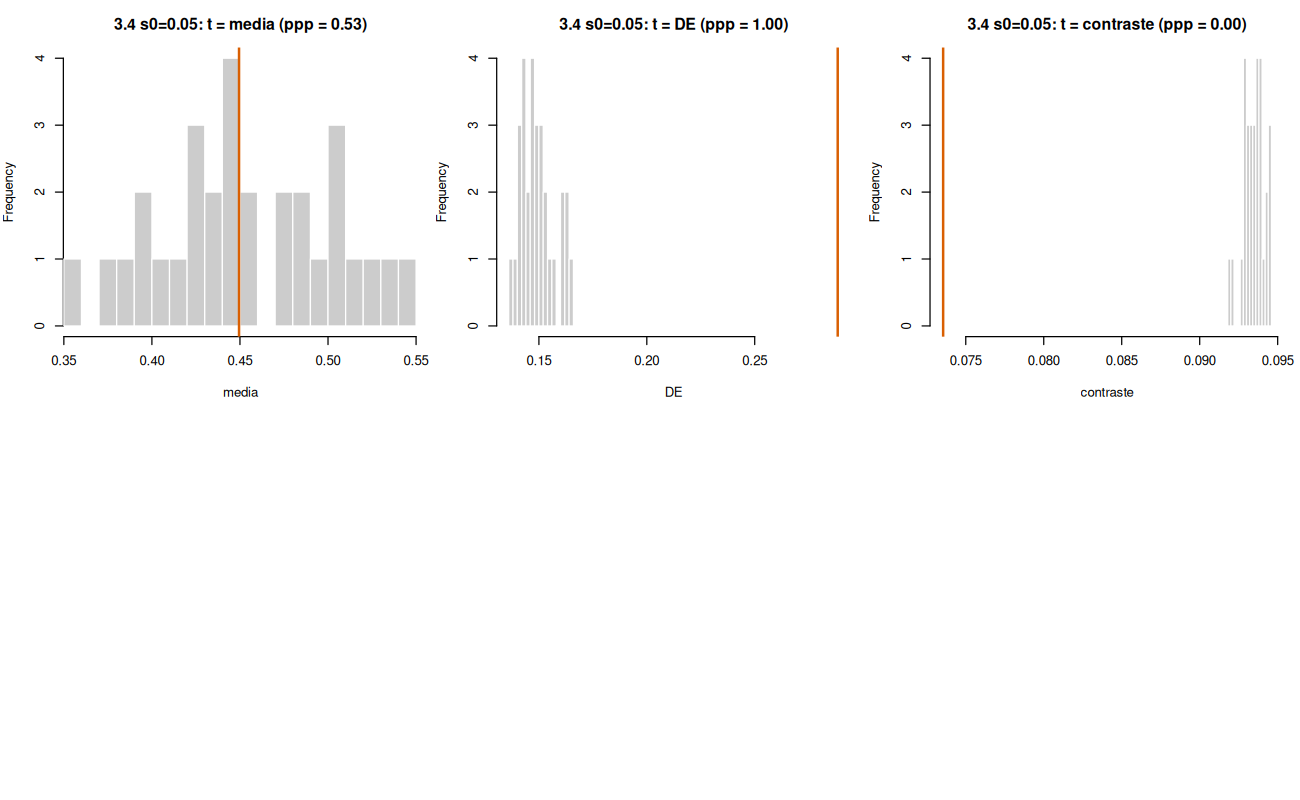 3.4 s0=0.05: t = media (ppp = 0.53)
Frequency
0 1 2 3 4
0.35 0.40 0.45 0.50 0.55
media
3.4 s0=0.05: t = DE (ppp = 1.00)
Frequency
0 1 2 3 4
0.15 0.20 0.25
DE
3.4 s0=0.05: t = contraste (ppp = 0.00)
Frequency
0 1 2 3 4
0.075 0.080 0.085 0.090 0.095
contraste